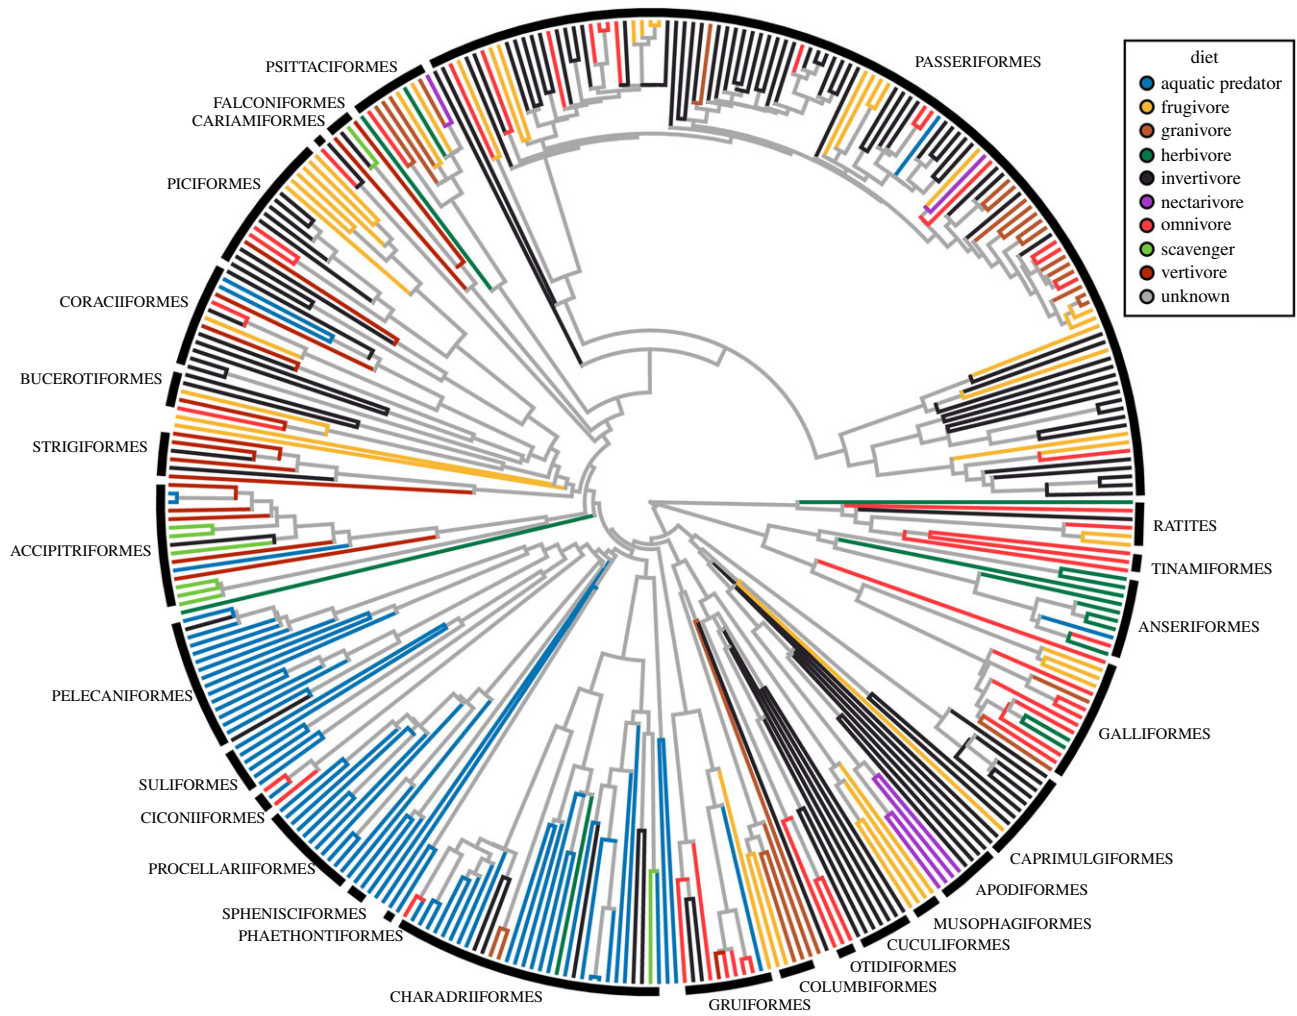 diet
aquatic predator
frugivore
granivore
herbivore
invertivore
nectarivore
omnivore
scavenger
vertivore
unknown
PASSERIFORMES
RATITES
TINAMIFORMES
ANSERIFORMES
GALLIFORMES
CAPRIMULGIFORMES
APODIFORMES
MUSOPHAGIFORMES
CUCULIFORMES
OTIDIFORMES
COLUMBIFORMES
GRUIFORMES
CHARADRIIFORMES
PHAETHONTIFORMES
SPHENISCIFORMES
PROCELLARIIFORMES
CICONIIFORMES
SULIFORMES
PELECANIFORMES
ACCIPITRIFORMES
STRIGIFORMES
BUCEROTIFORMES
CORACIIFORMES
PICIFORMES
CARIAMIFORMES
FALCONIFORMES
PSITTACIFORMES